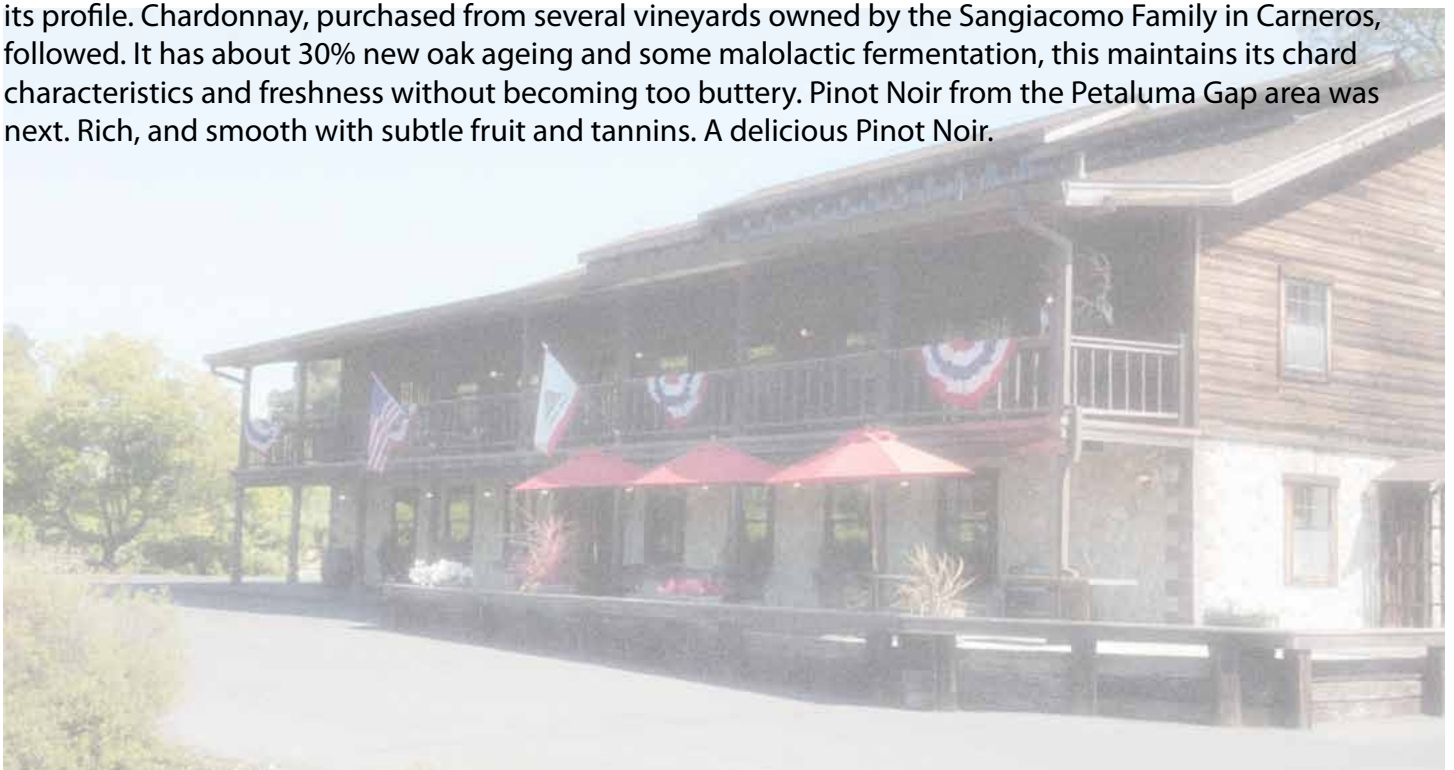 its profile. Chardonnay, purchased from several vineyards owned by the Sangiacomo Family in Carneros,
followed. It has about 30% new oak ageing and some malolactic fermentation, this maintains its chard
characteristics and freshness without becoming too buttery. Pinot Noir from the Petaluma Gap area was
next. Rich, and smooth with subtle fruit and tannins. A delicious Pinot Noir.